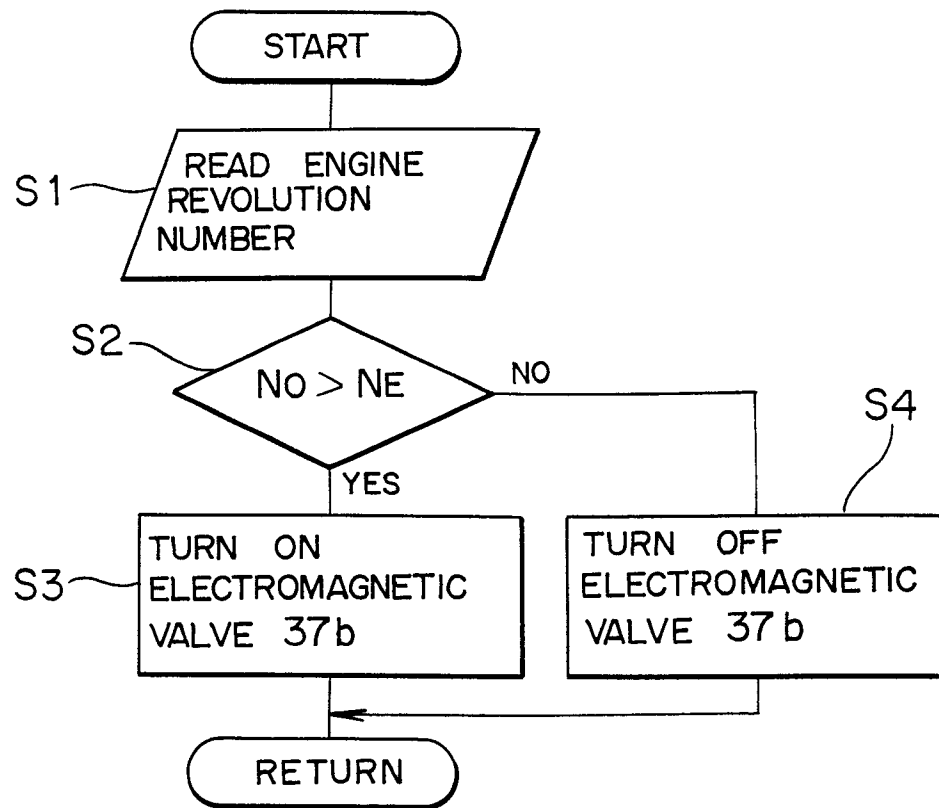 START
S1
READ ENGINE
REVOLUTION
NUMBER
S2
NO > NE
NO
YES
S3
TURN ON
ELECTROMAGNETIC
VALVE 37b
S4
TURN OFF
ELECTROMAGNETIC
VALVE 37b
RETURN